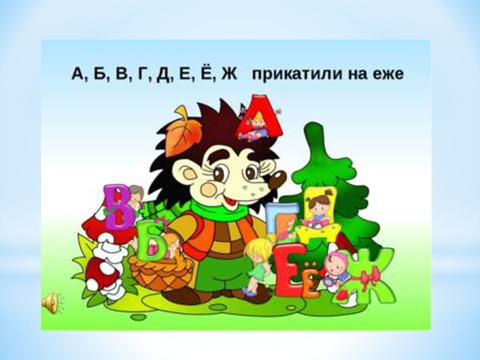 А, Б, В, Г, Д, Е, Ё, Ж прикатили на еже
А
В
Б
Г
Д
Е
Ё
Ж